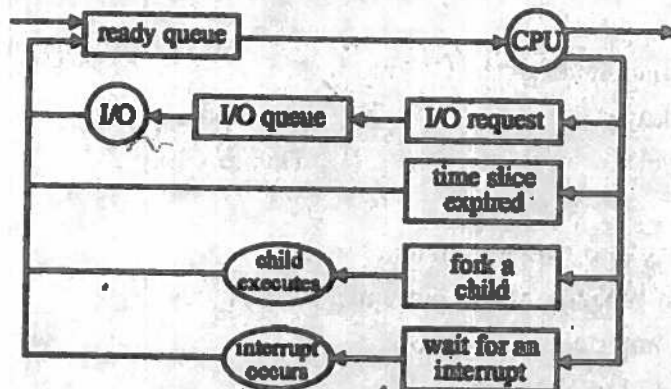 ready queue
CPU
I/O
I/O queue
I/O request
time slice
expired
child
executes
fork a
child
interrupt
occurs
wait for an
interrupt